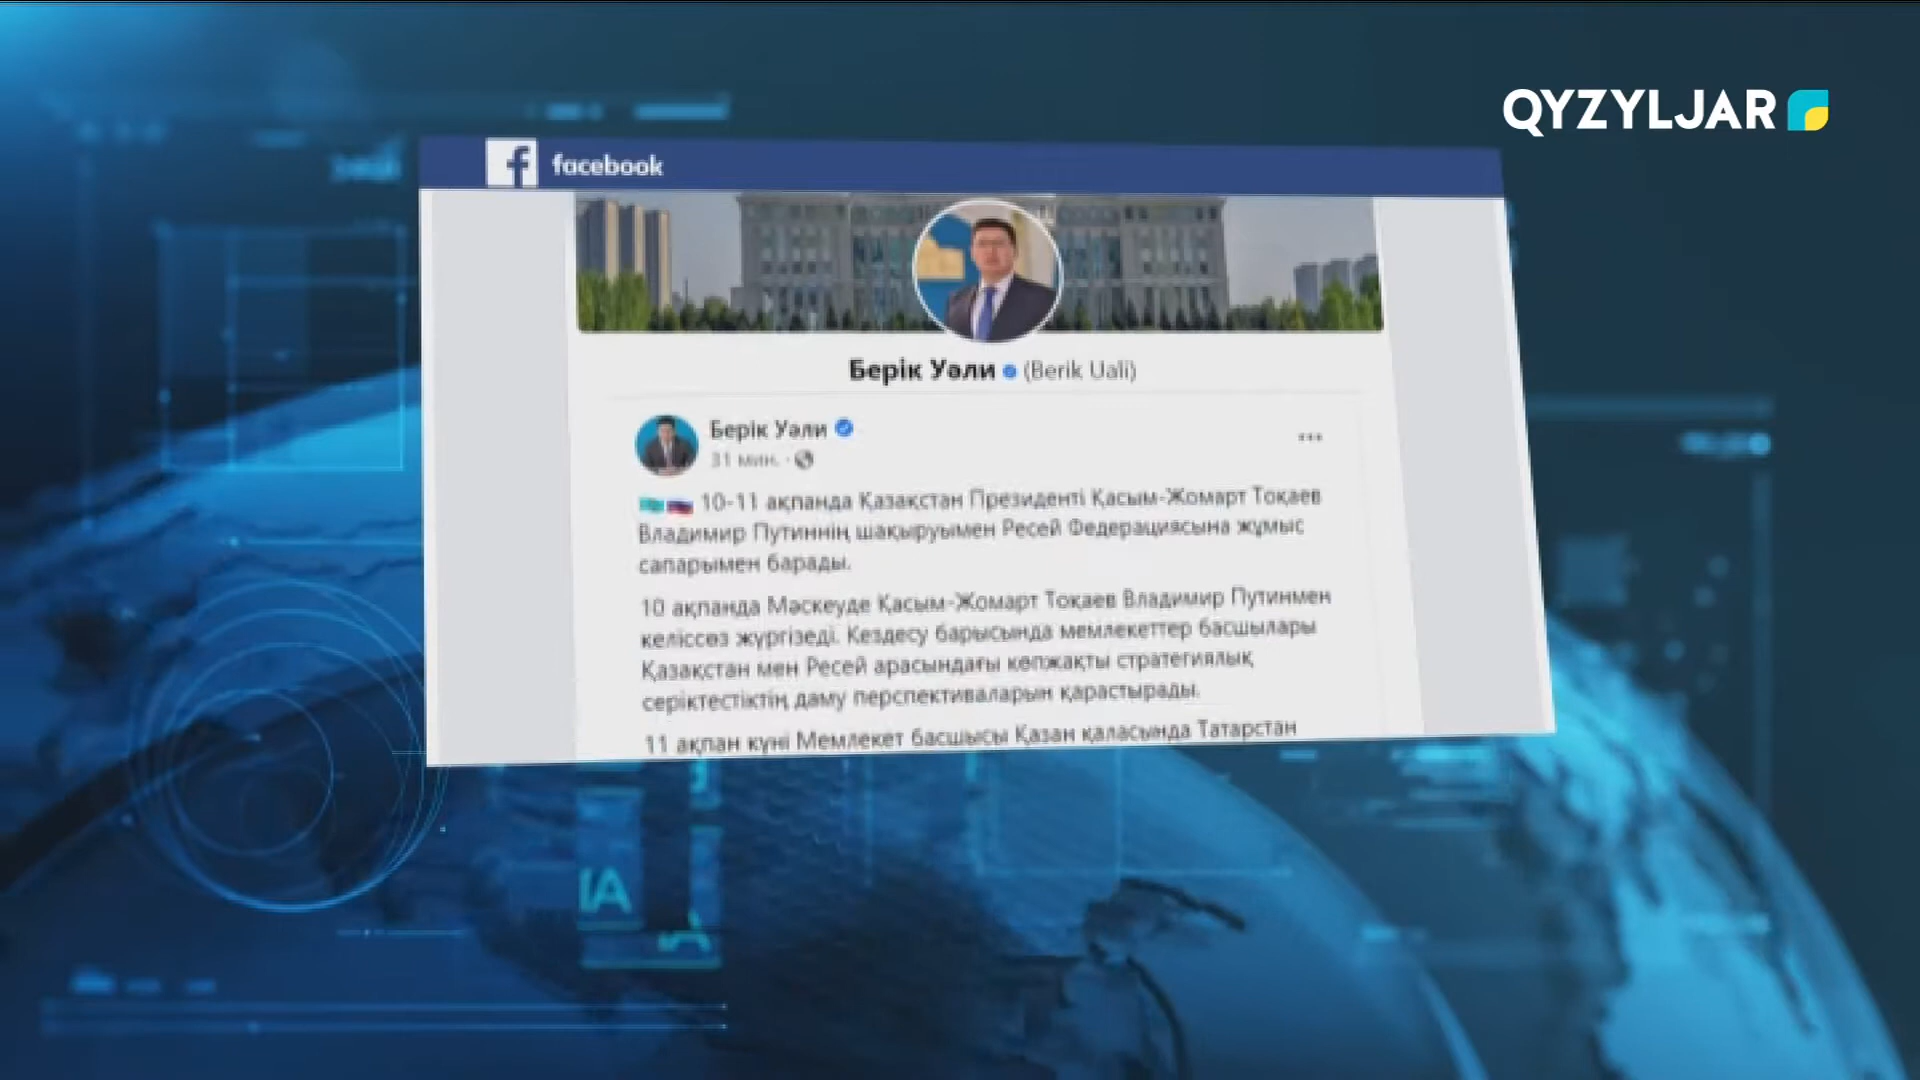 QYZYLJAR
facebook
Берік Уәли (Berik Uali)
Берік Уәли
31 мин.
10-11 ақпанда Қазақстан Президенті Қасым-Жомарт Тоқаев
Владимир Путиннің шақыруымен Ресей Федерациясына жұмыс
сапарымен барады.
10 ақпанда Мәскеуде Қасым-Жомарт Тоқаев Владимир Путинмен
келіссөз жүргізеді. Кездесу барысында мемлекеттер басшылары
Қазақстан мен Ресей арасындағы көпжақты стратегиялық
серіктестіктің даму перспективаларын қарастырады.
11 ақпан күні Мемлекет басшысы Қазан қаласында Татарстан